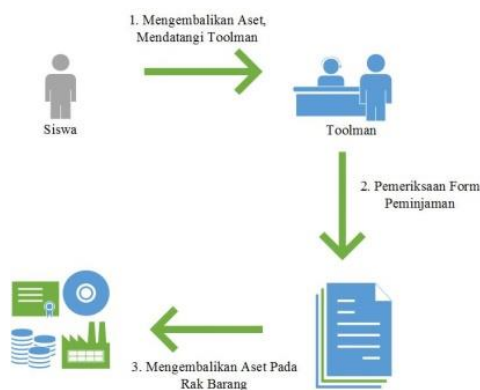 1. Mengembalikan Aset,
Mendatangi Toolman
Siswa
Toolman
2. Pemeriksaan Form
Peminjaman
3. Mengembalikan Aset Pada
Rak Barang